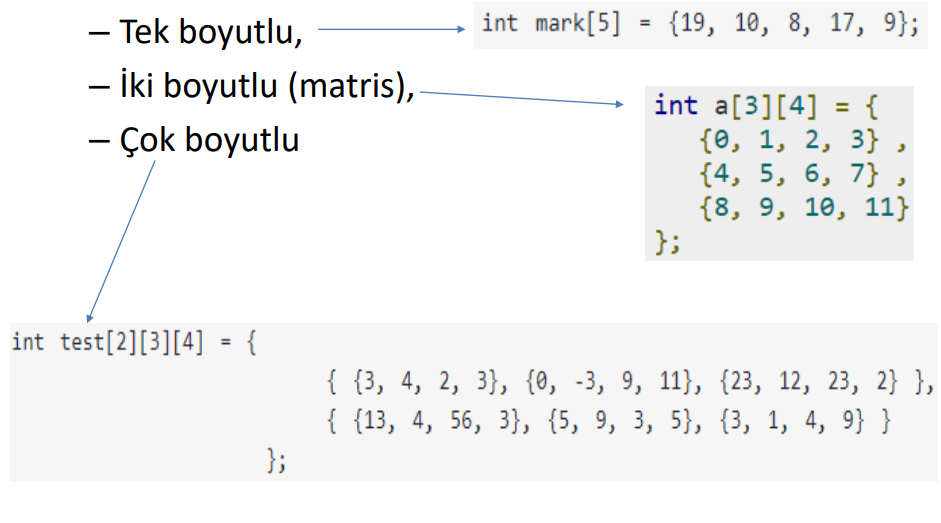 – Tek boyutlu,
int mark[5] = {19, 10, 8, 17, 9};
– İki boyutlu (matris),
int a[3][4] = {
{0, 1, 2, 3} ,
{4, 5, 6, 7} ,
{8, 9, 10, 11}
};
– Çok boyutlu
int test[2][3][4] = {
{ {3, 4, 2, 3}, {0, -3, 9, 11}, {23, 12, 23, 2} },
{ {13, 4, 56, 3}, {5, 9, 3, 5}, {3, 1, 4, 9} }
};